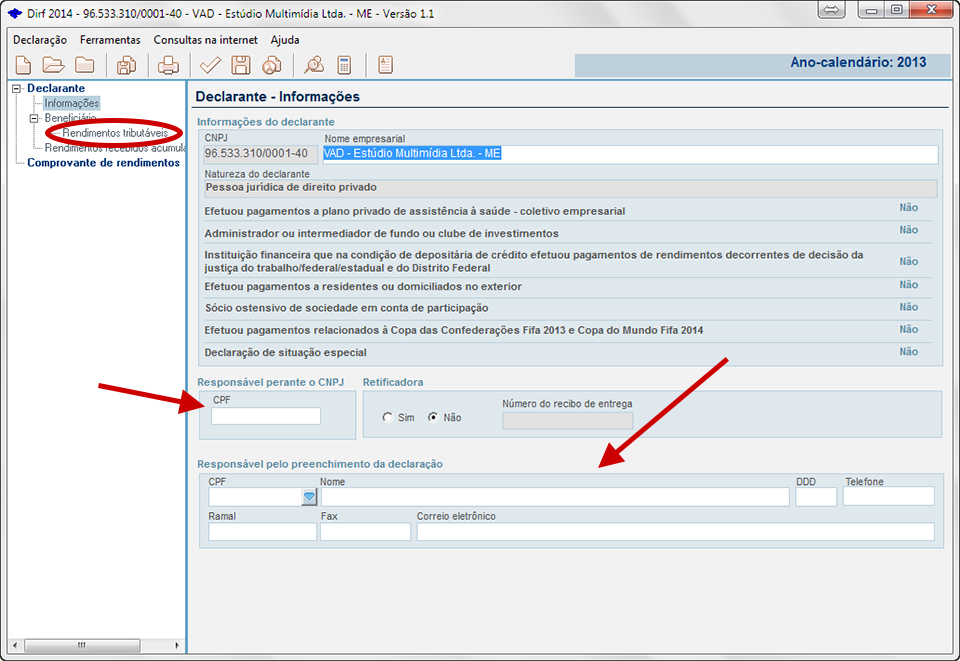 Dirf 2014 - 96.533.310/0001-40 - VAD - Estúdio Multimídia Ltda. - ME - Versão 1.1
Declaração Ferramentas Consultas na internet Ajuda
Ano-calendário: 2013
Declarante
Informações
Beneficiário
Rendimentos tributáveis
Rendimentos recebidos acumula
Comprovante de rendimentos
Declarante - Informações
Informações do declarante
CNPJ Nome empresarial
96.533.310/0001-40 VAD - Estúdio Multimídia Ltda. - ME
Natureza do declarante
Pessoa jurídica de direito privado
Efetuou pagamentos a plano privado de assistência à saúde - coletivo empresarial Não
Administrador ou intermediador de fundo ou clube de investimentos Não
Instituição financeira que na condição de depositária de crédito efetuou pagamentos de rendimentos decorrentes de decisão da
justiça do trabalho/federal/estadual e do Distrito Federal Não
Efetuou pagamentos a residentes ou domiciliados no exterior Não
Sócio ostensivo de sociedade em conta de participação Não
Efetuou pagamentos relacionados à Copa das Confederações Fifa 2013 e Copa do Mundo Fifa 2014 Não
Declaração de situação especial Não
Responsável perante o CNPJ Retificadora
CPF
Número do recibo de entrega
Sim Não
Responsável pelo preenchimento da declaração
CPF Nome DDD Telefone
Ramal Fax Correio eletrônico